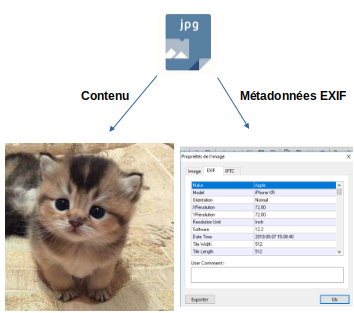 jpg
Contenu
Métadonnées EXIF
Propriétés de l'image
Image EXIF IPTC
Make Apple
Model iPhone XR
Orientation Normal
XResolution 72,00
YResolution 72,00
Resolution Unit Inch
Software 12.2
Date Time 2019:09:07 15:08:40
Tile Width 512
Tile Length 512
User Comment :
Exporter Ok